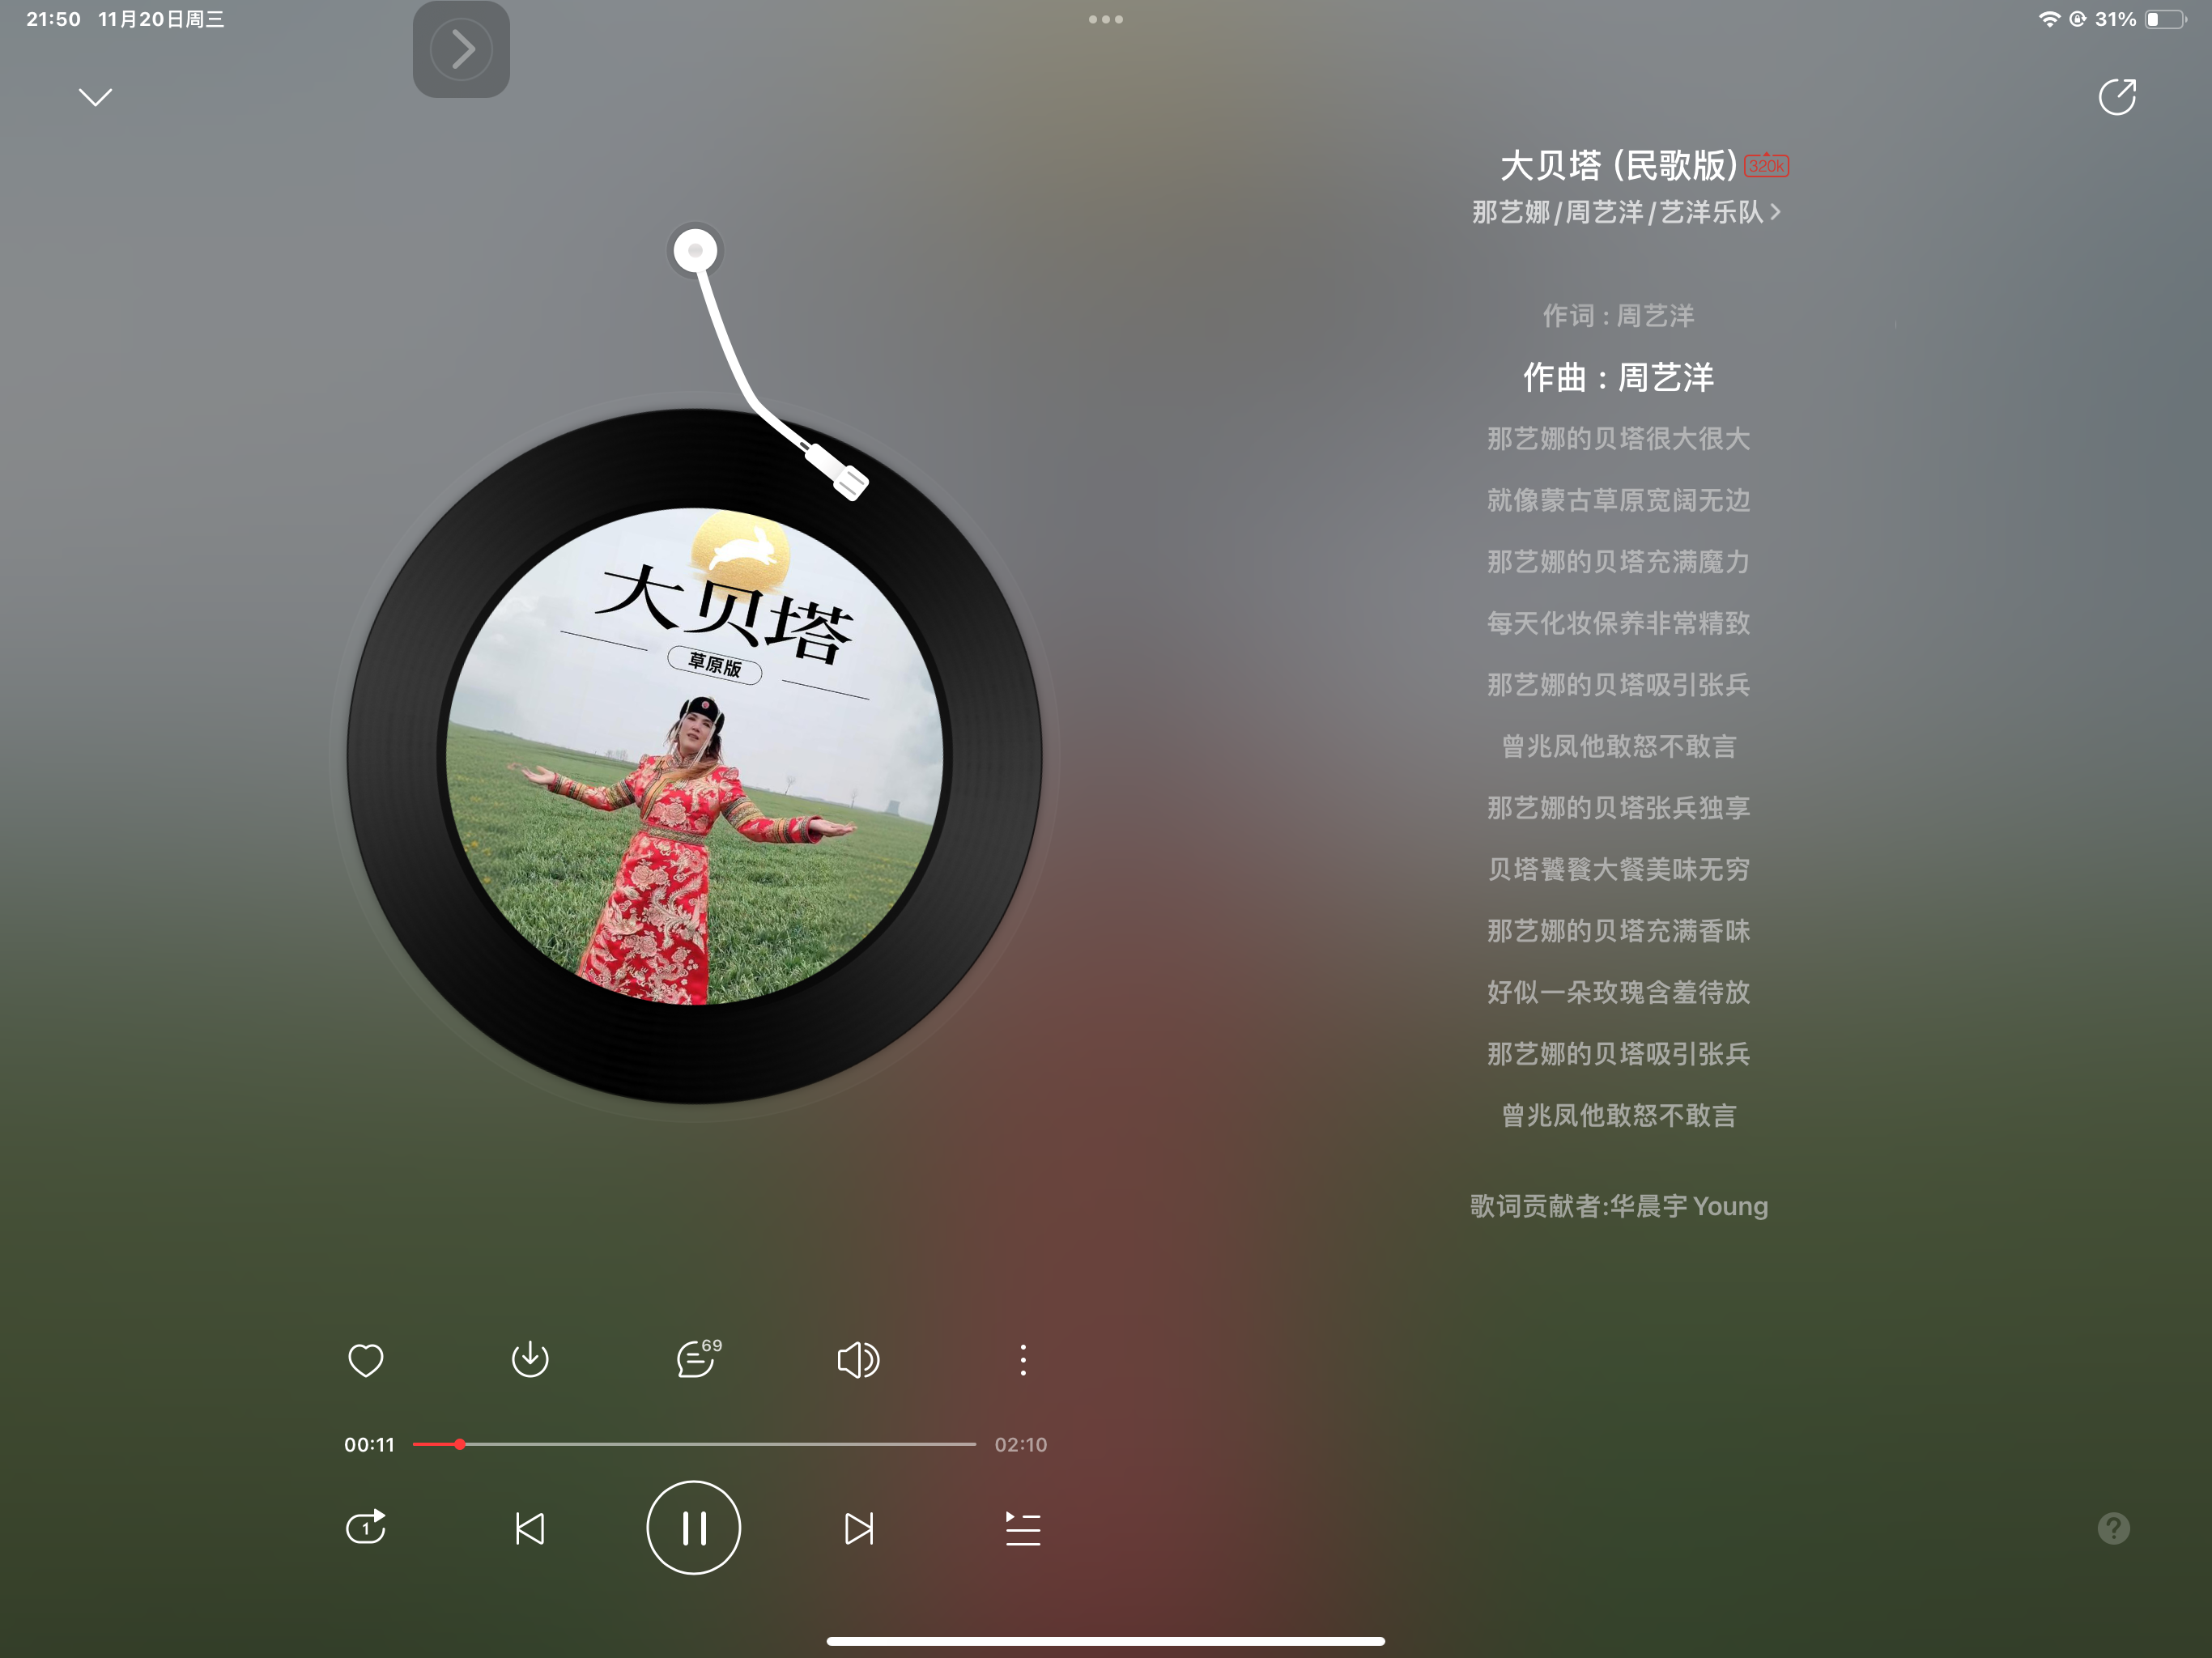 21:50 11月20日周三
31%
大贝塔 (民歌版) 320k
那艺娜/周艺洋/艺洋乐队
作词 : 周艺洋
作曲 : 周艺洋
那艺娜的贝塔很大很大
就像蒙古草原宽阔无边
那艺娜的贝塔充满魔力
每天化妆保养非常精致
那艺娜的贝塔吸引张兵
曾兆凤他敢怒不敢言
那艺娜的贝塔张兵独享
贝塔饕餮大餐美味无穷
那艺娜的贝塔充满香味
好似一朵玫瑰含羞待放
那艺娜的贝塔吸引张兵
曾兆凤他敢怒不敢言
歌词贡献者:华晨宇Young
大贝塔
草原版
69
00:11
02:10
1
?